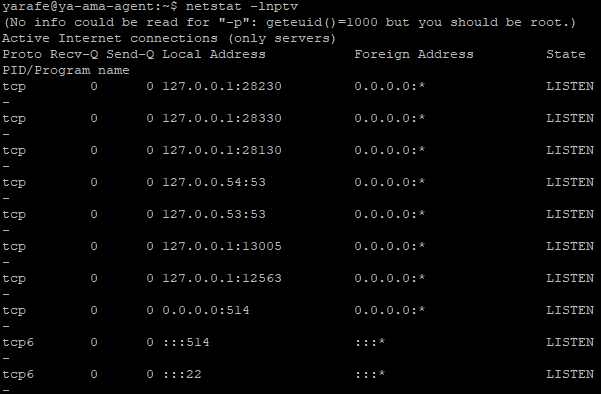 yarafe@ya-ama-agent:~$ netstat -lnptv
(No info could be read for "-p": geteuid()=1000 but you should be root.)
Active Internet connections (only servers)
Proto Recv-Q Send-Q Local Address           Foreign Address         State
PID/Program name
tcp        0      0 127.0.0.1:28230         0.0.0.0:*               LISTEN
-
tcp        0      0 127.0.0.1:28330         0.0.0.0:*               LISTEN
-
tcp        0      0 127.0.0.1:28130         0.0.0.0:*               LISTEN
-
tcp        0      0 127.0.0.54:53           0.0.0.0:*               LISTEN
-
tcp        0      0 127.0.0.53:53           0.0.0.0:*               LISTEN
-
tcp        0      0 127.0.0.1:13005         0.0.0.0:*               LISTEN
-
tcp        0      0 127.0.0.1:12563         0.0.0.0:*               LISTEN
-
tcp        0      0 0.0.0.0:514             0.0.0.0:*               LISTEN
-
tcp6       0      0 :::514                  :::*                    LISTEN
-
tcp6       0      0 :::22                   :::*                    LISTEN
-